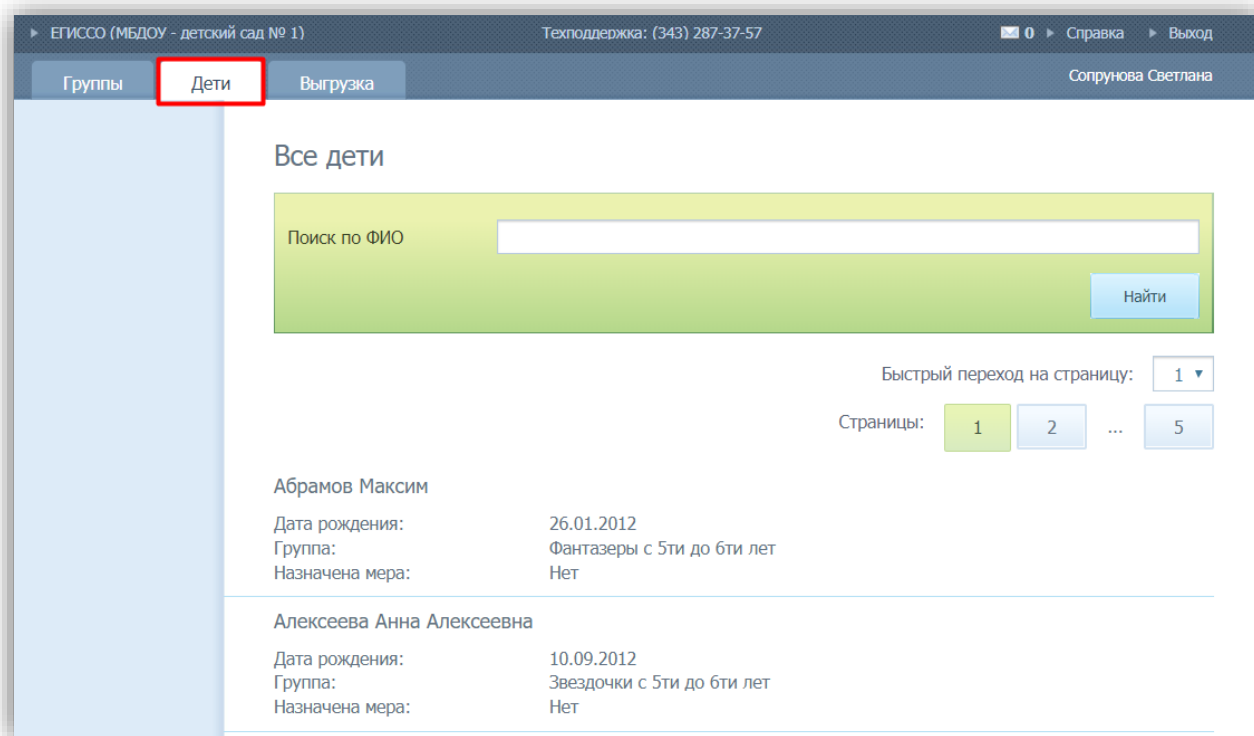 ЕГИССО (МБДОУ - детский сад № 1) Техподдержка: (343) 287-37-57 0 Справка Выход
Группы Дети Выгрузка Сопрунова Светлана
Все дети
Поиск по ФИО
Найти
Быстрый переход на страницу: 1
Страницы: 1 2 ... 5
Абрамов Максим
Дата рождения: 26.01.2012
Группа: Фантазеры с 5ти до 6ти лет
Назначена мера: Нет
Алексеева Анна Алексеевна
Дата рождения: 10.09.2012
Группа: Звездочки с 5ти до 6ти лет
Назначена мера: Нет